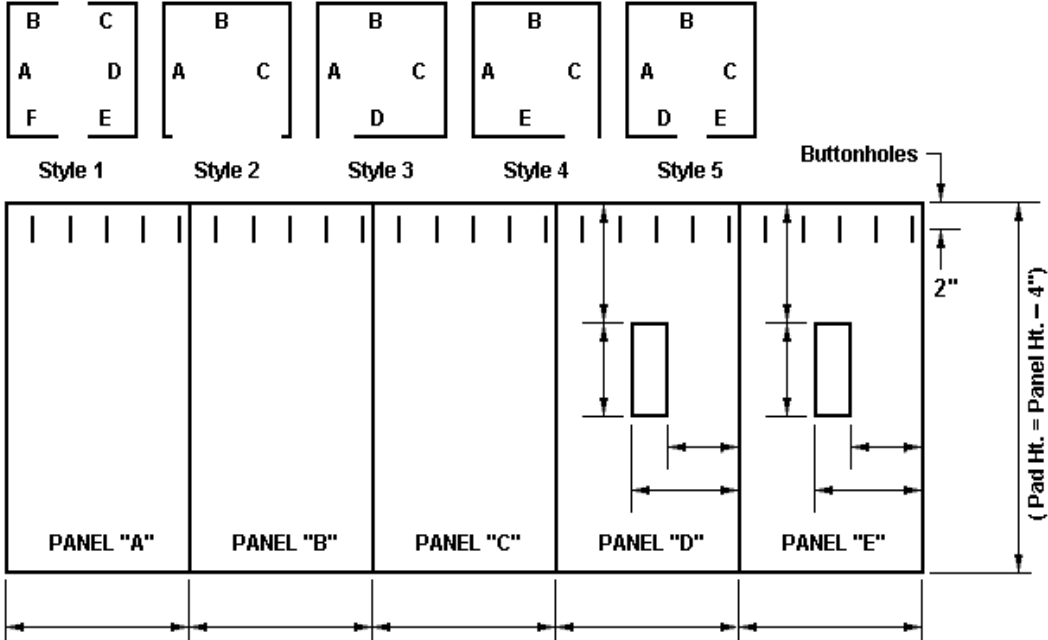 B C B B B B
A D A C A C A C A C
F E D E D E
Style 1 Style 2 Style 3 Style 4 Style 5
Buttonholes
2"
( Pad Ht. = Panel Ht. – 4")
PANEL "A" PANEL "B" PANEL "C" PANEL "D" PANEL "E"